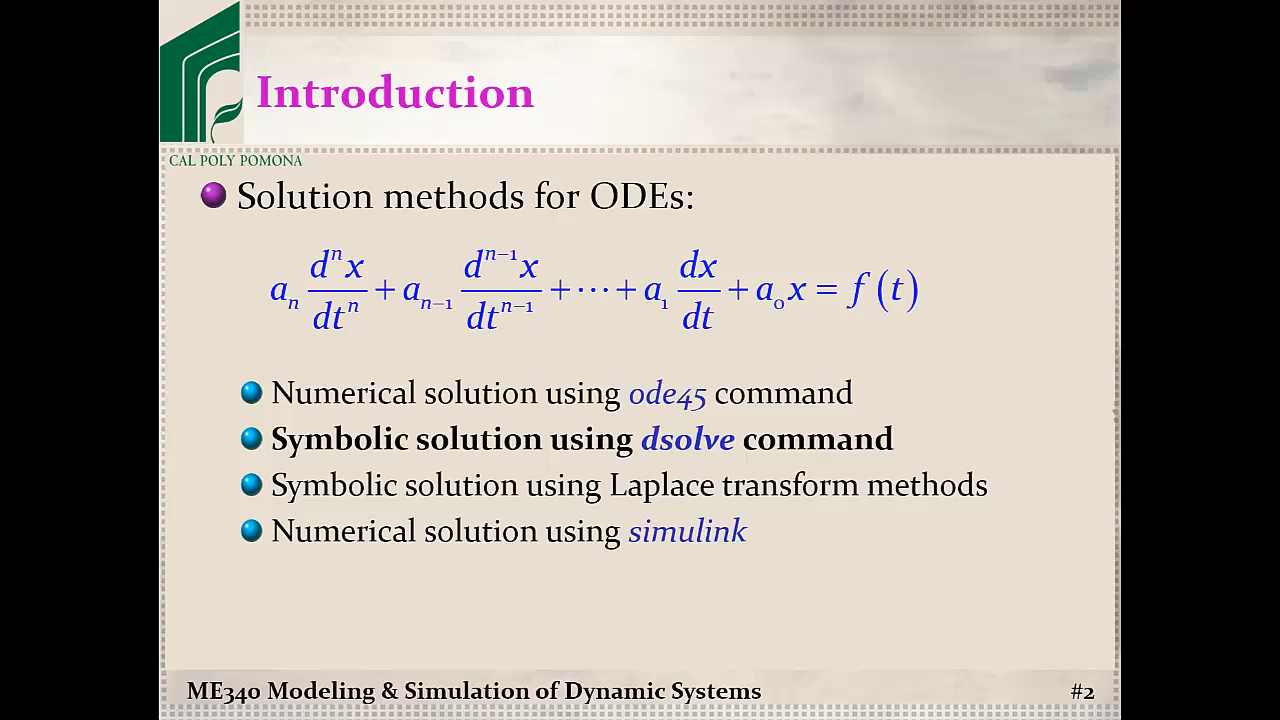 Introduction
CAL POLY POMONA
Solution methods for ODEs:
aₙ dⁿx/dtⁿ + aₙ₋₁ dⁿ⁻¹x/dtⁿ⁻¹ + ⋯ + a₁ dx/dt + a₀x = f(t)
Numerical solution using ode45 command
Symbolic solution using dsolve command
Symbolic solution using Laplace transform methods
Numerical solution using simulink
ME340 Modeling & Simulation of Dynamic Systems #2